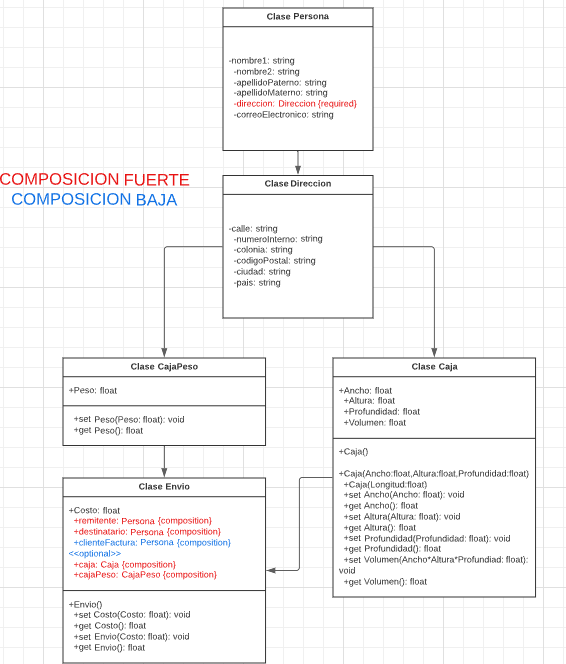 Clase Persona
-nombre1: string
-nombre2: string
-apellidoPaterno: string
-apellidoMaterno: string
-direccion: Direccion {required}
-correoElectronico: string
COMPOSICION FUERTE
COMPOSICION BAJA
Clase Direccion
-calle: string
-numeroInterno: string
-colonia: string
-codigoPostal: string
-ciudad: string
-pais: string
Clase CajaPeso
+Peso: float
+set Peso(Peso: float): void
+get Peso(): float
Clase Caja
+Ancho: float
+Altura: float
+Profundidad: float
+Volumen: float
+Caja()
+Caja(Ancho:float,Altura:float,Profunidad:float)
+Caja(Longitud:float)
+set Ancho(Ancho: float): void
+get Ancho(): float
+set Altura(Altura: float): void
+get Altura(): float
+set Profundidad(Profundidad: float): void
+get Profundidad(): float
+set Volumen(Ancho*Altura*Profundiad: float):
void
+get Volumen(): float
Clase Envio
+Costo: float
+remitente: Persona {composition}
+destinatario: Persona {composition}
+clienteFactura: Persona {composition}
<<optional>>
+caja: Caja {composition}
+cajaPeso: CajaPeso {composition}
+Envio()
+set Costo(Costo: float): void
+get Costo(): float
+set Envio(Costo: float): void
+get Envio(): float